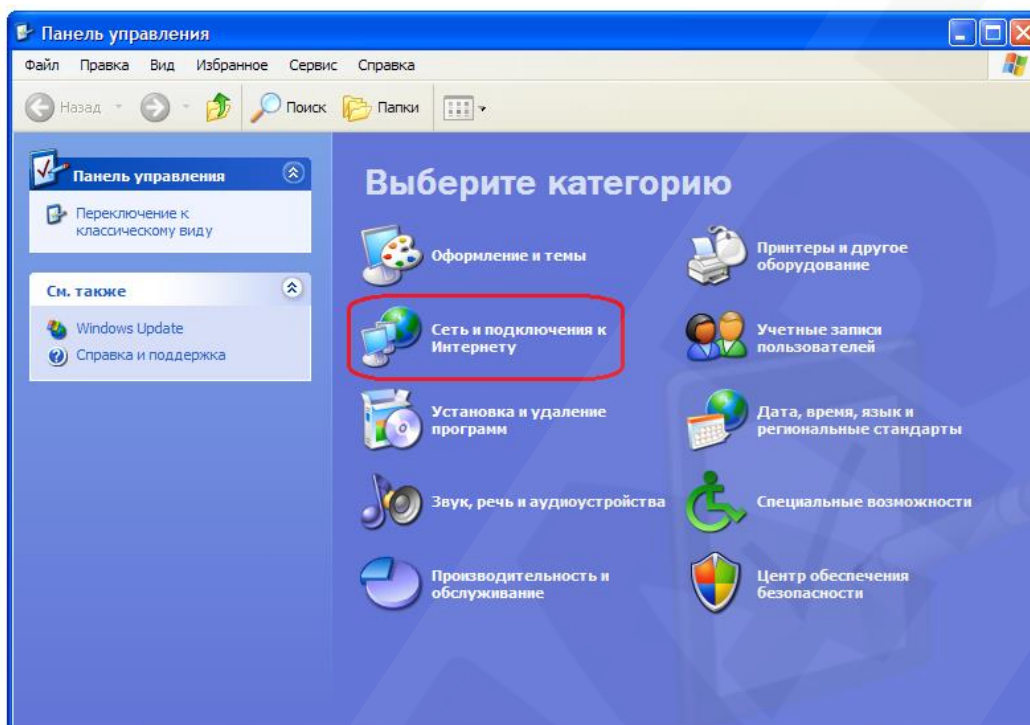 Панель управления
Файл Правка Вид Избранное Сервис Справка
Назад Поиск Папки
Панель управления
Переключение к
классическому виду
См. также
Windows Update
Справка и поддержка
Выберите категорию
Оформление и темы
Принтеры и другое
оборудование
Сеть и подключения к
Интернету
Учетные записи
пользователей
Установка и удаление
программ
Дата, время, язык и
региональные стандарты
Звук, речь и аудиоустройства
Специальные возможности
Производительность и
обслуживание
Центр обеспечения
безопасности